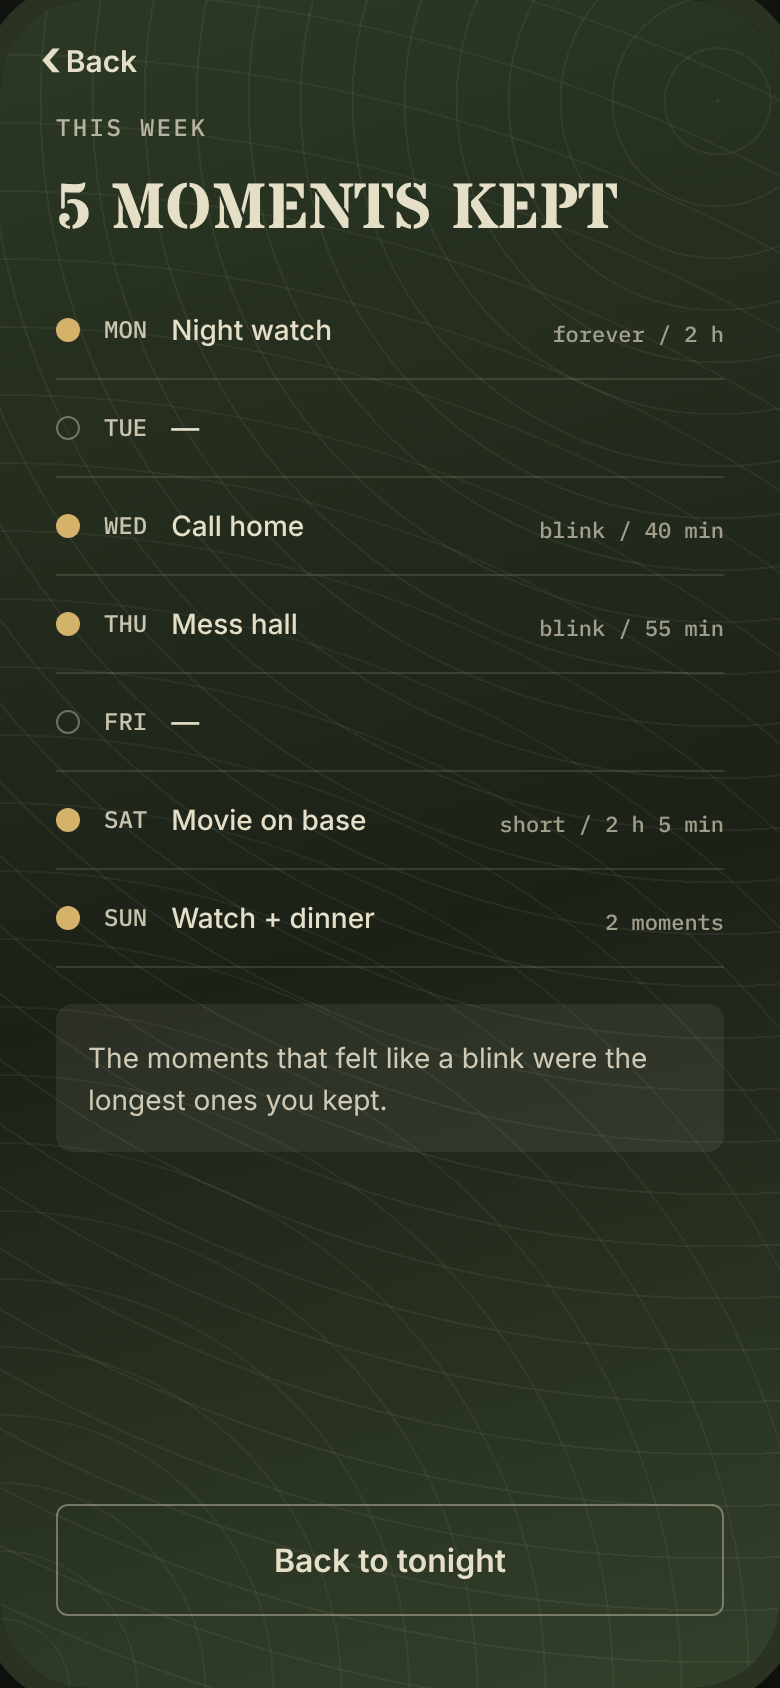 Back
THIS WEEK
5 MOMENTS KEPT
MON Night watch forever / 2 h
TUE —
WED Call home blink / 40 min
THU Mess hall blink / 55 min
FRI —
SAT Movie on base short / 2 h 5 min
SUN Watch + dinner 2 moments
The moments that felt like a blink were the
longest ones you kept.
Back to tonight